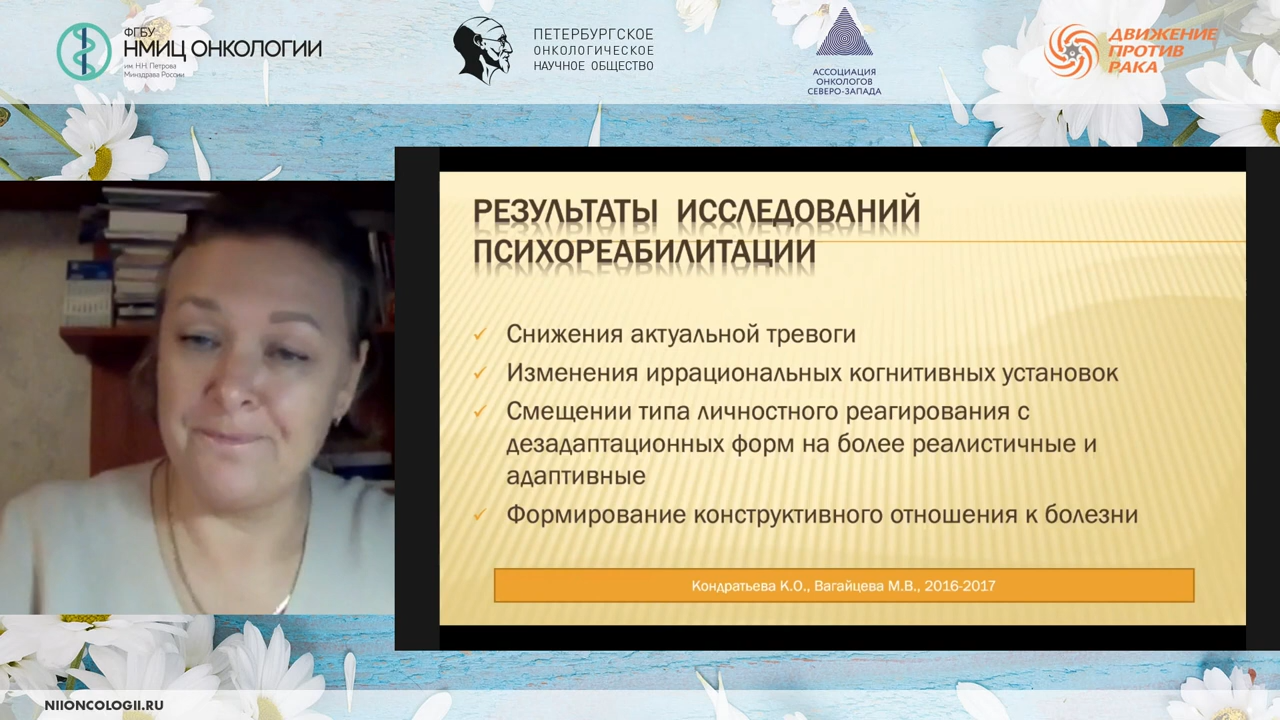 ФГБУ
НМИЦ ОНКОЛОГИИ
им. Н.Н. Петрова
Минздрава России
ПЕТЕРБУРГСКОЕ
ОНКОЛОГИЧЕСКОЕ
НАУЧНОЕ ОБЩЕСТВО
АССОЦИАЦИЯ
ОНКОЛОГОВ
СЕВЕРО-ЗАПАДА
ДВИЖЕНИЕ
ПРОТИВ
РАКА
РЕЗУЛЬТАТЫ ИССЛЕДОВАНИЙ
ПСИХОРЕАБИЛИТАЦИИ
✓ Снижения актуальной тревоги
✓ Изменения иррациональных когнитивных установок
✓ Смещении типа личностного реагирования с
дезадаптационных форм на более реалистичные и
адаптивные
✓ Формирование конструктивного отношения к болезни
Кондратьева К.О., Вагайцева М.В., 2016-2017
NIIONCOLOGII.RU